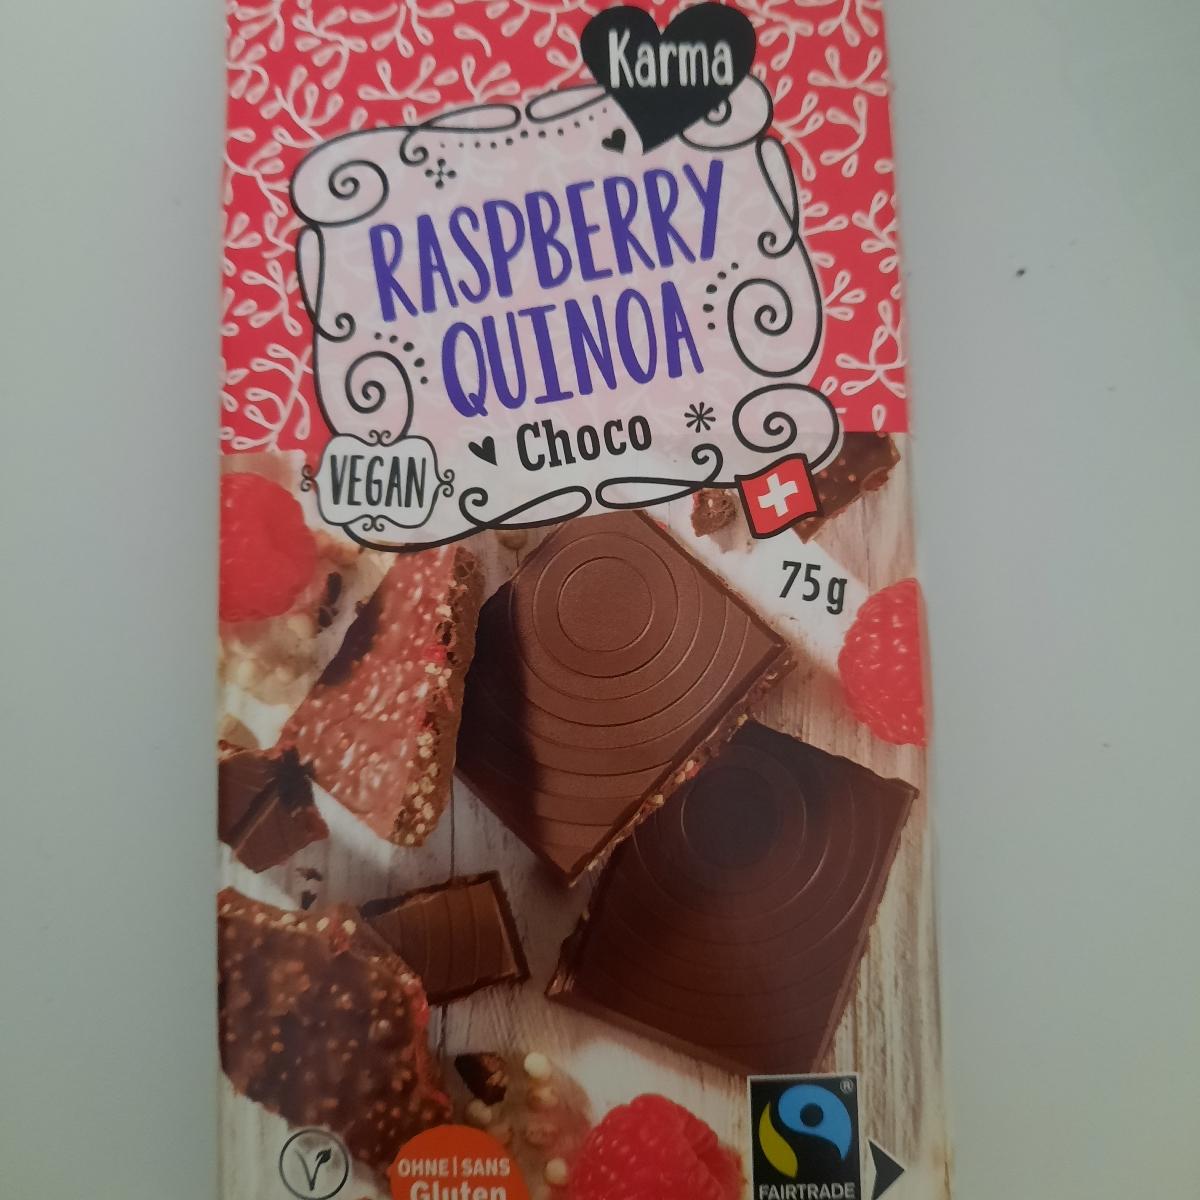 Karma
RASPBERRY
QUINOA
Choco
VEGAN
75g
OHNE|SANS
Gluten
®
FAIRTRADE